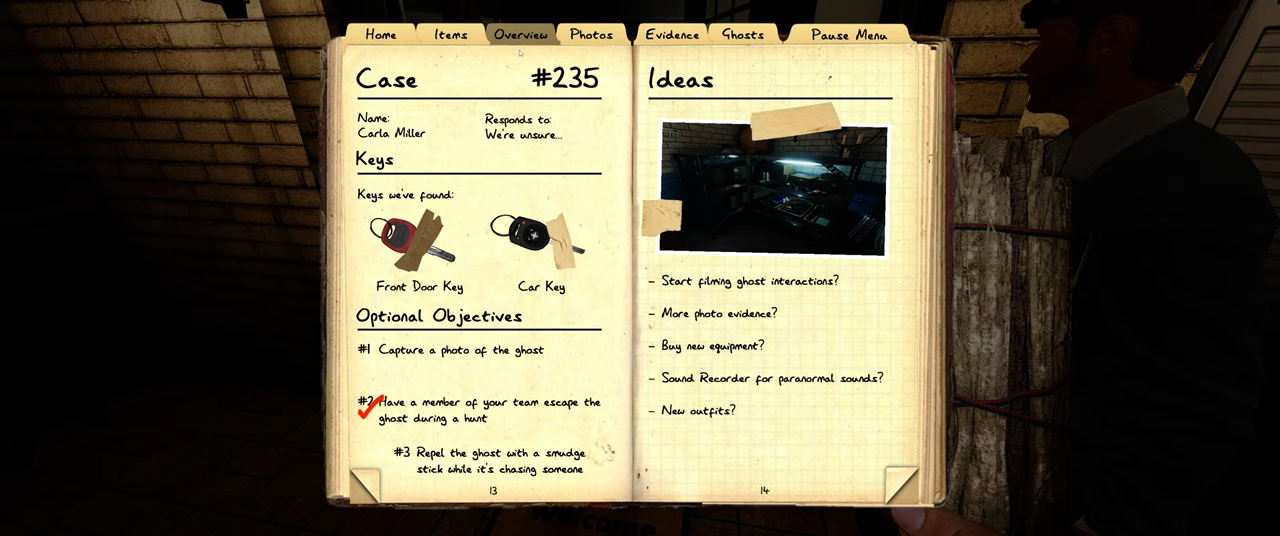 Home Items Overview Photos Evidence Ghosts Pause Menu
Case #235
Name:
Carla Miller
Responds to:
We're unsure...
Keys
Keys we've found:
Front Door Key
Car Key
Optional Objectives
#1 Capture a photo of the ghost
#2 Have a member of your team escape the
ghost during a hunt
#3 Repel the ghost with a smudge
stick while it's chasing someone
13
Ideas
- Start filming ghost interactions?
- More photo evidence?
- Buy new equipment?
- Sound Recorder for paranormal sounds?
- New outfits?
14
welcome